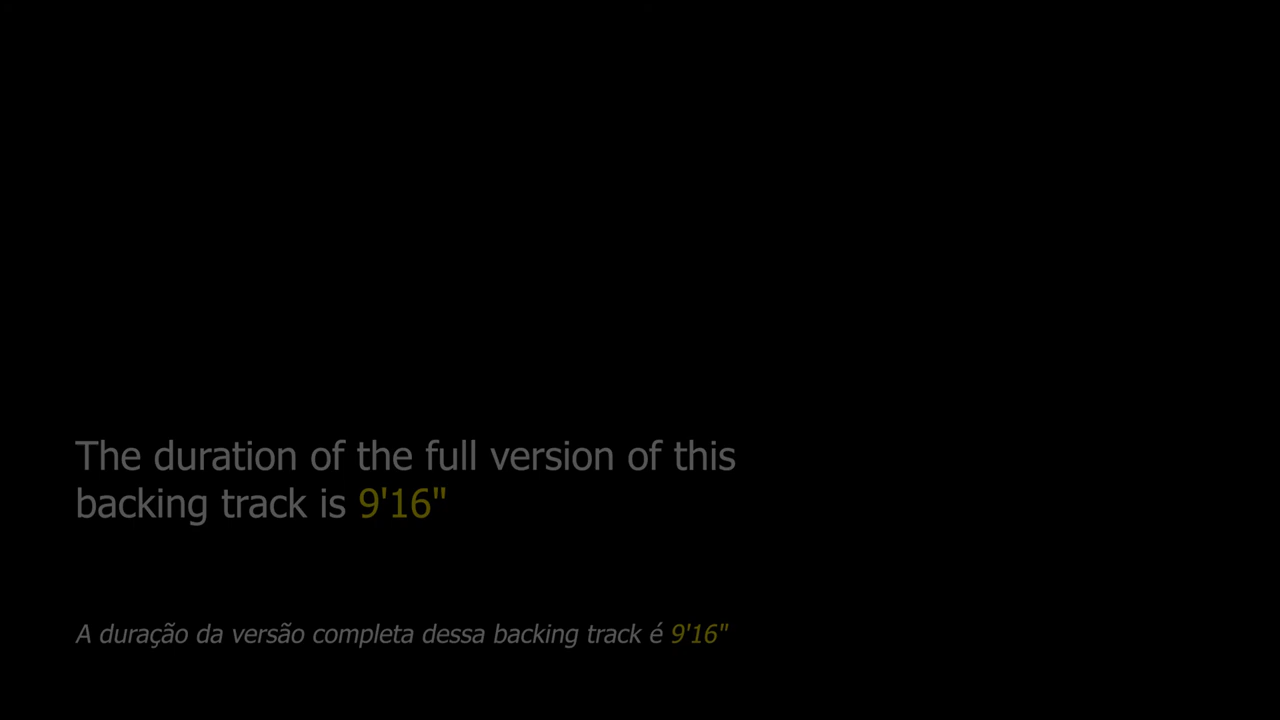 The duration of the full version of this
backing track is 9'16"
A duração da versão completa dessa backing track é 9'16"